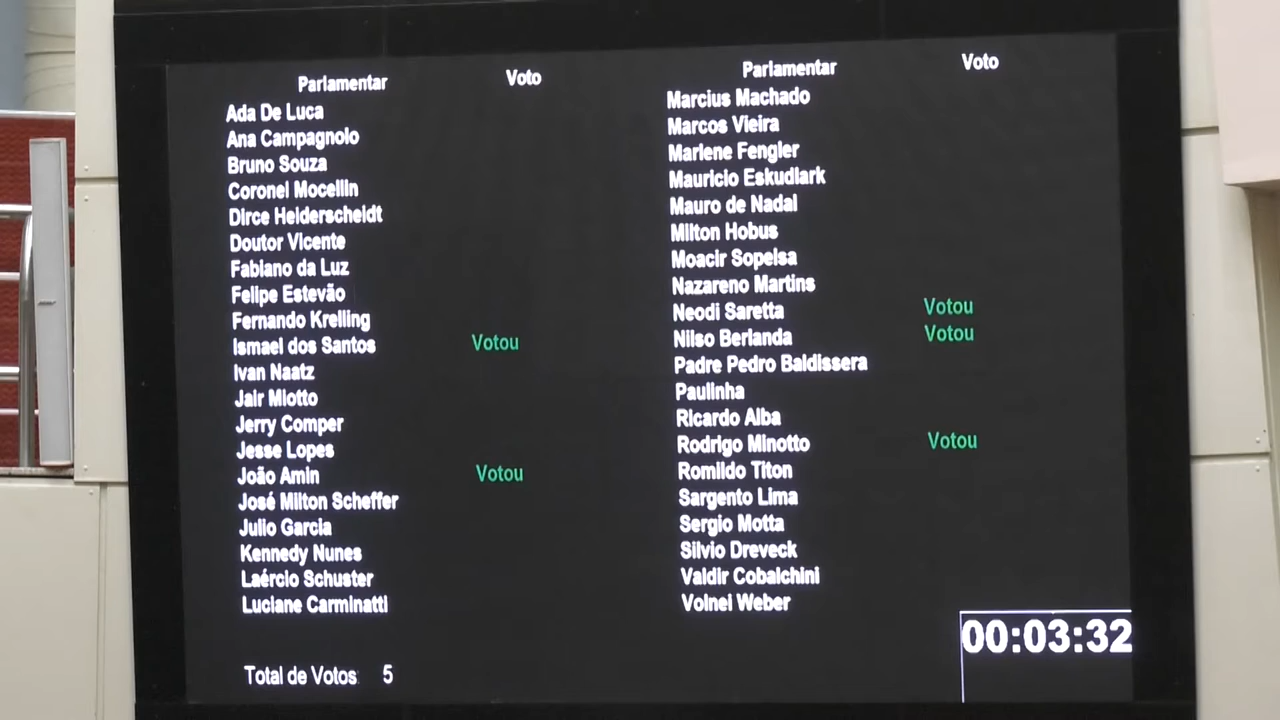 Parlamentar Voto
Ada De Luca
Ana Campagnolo
Bruno Souza
Coronel Mocellin
Dirce Heiderscheidt
Doutor Vicente
Fabiano da Luz
Felipe Estevão
Fernando Krelling
Ismael dos Santos Votou
Ivan Naatz
Jair Miotto
Jerry Comper
Jesse Lopes
João Amin Votou
José Milton Scheffer
Julio Garcia
Kennedy Nunes
Laércio Schuster
Luciane Carminatti
Total de Votos 5
Parlamentar Voto
Marcius Machado
Marcos Vieira
Marlene Fengler
Mauricio Eskudlark
Mauro de Nadal
Milton Hobus
Moacir Sopelsa
Nazareno Martins
Neodi Saretta Votou
Nilso Berlanda Votou
Padre Pedro Baldissera
Paulinha
Ricardo Alba
Rodrigo Minotto Votou
Romildo Titon
Sargento Lima
Sergio Motta
Silvio Dreveck
Valdir Cobalchini
Volnei Weber
00:03:32